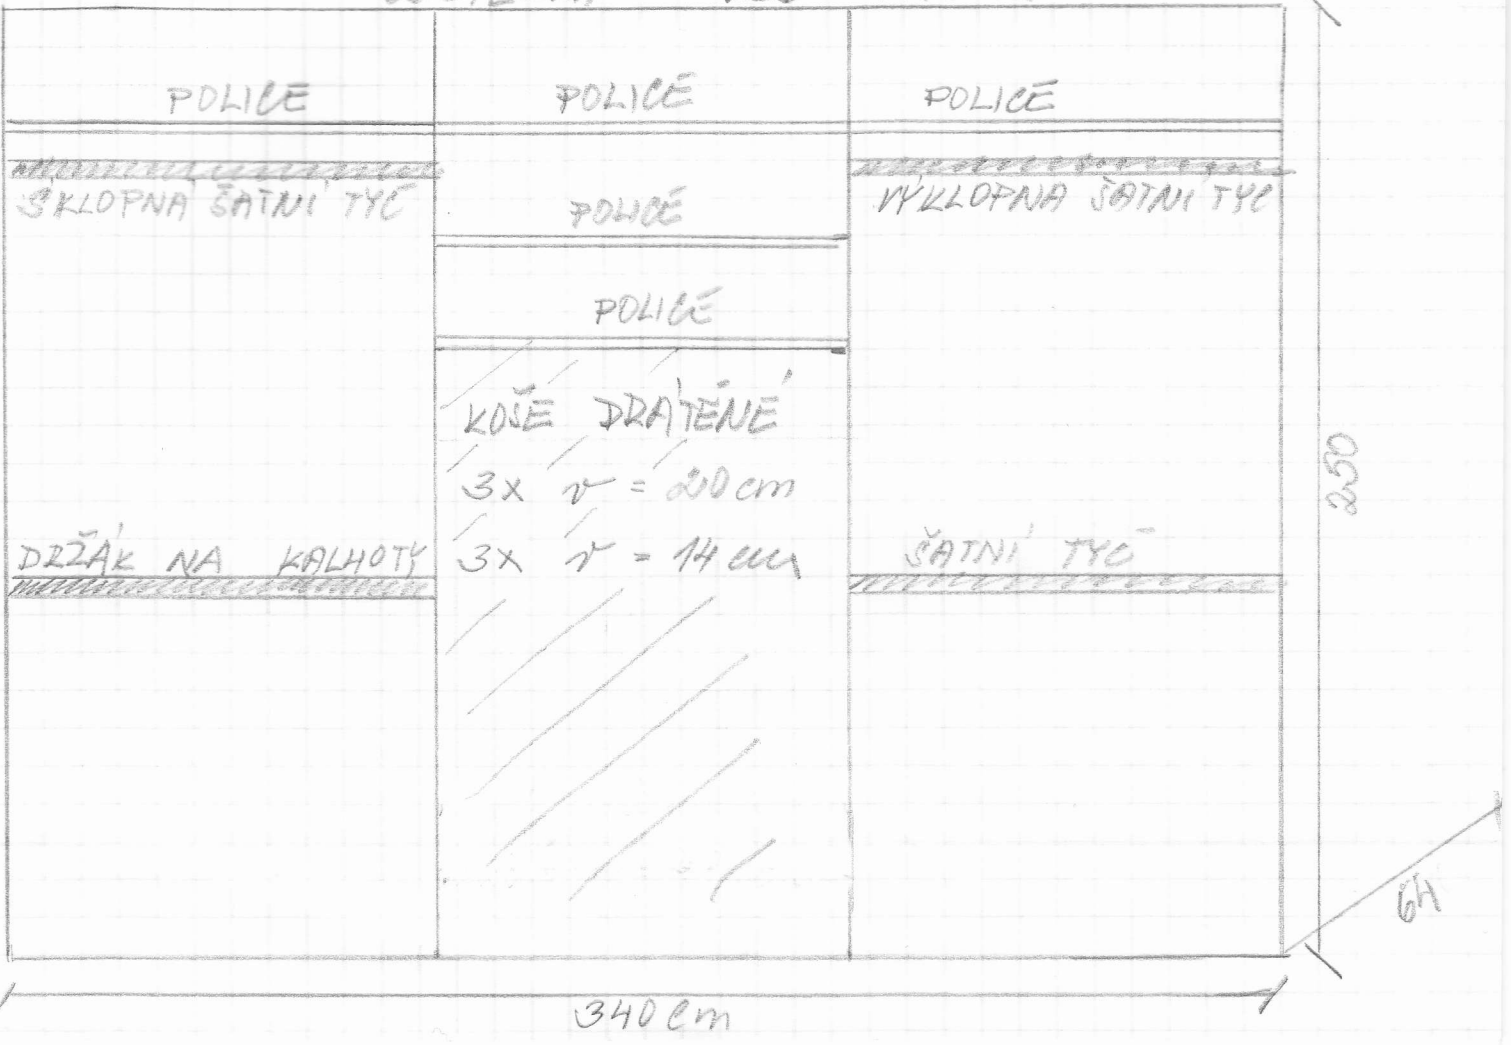 POLICE
POLICE
POLICE
SKLOPNÁ ŠATNÍ TYČ
POLICE
VÝKLOPNA ŠATNÍ TYČ
POLICE
KOŠE DRÁTĚNÉ
3x v = 20 cm
3x v = 14 cm
DRŽÁK NA KALHOTY
ŠATNÍ TYČ
250
64
340 cm